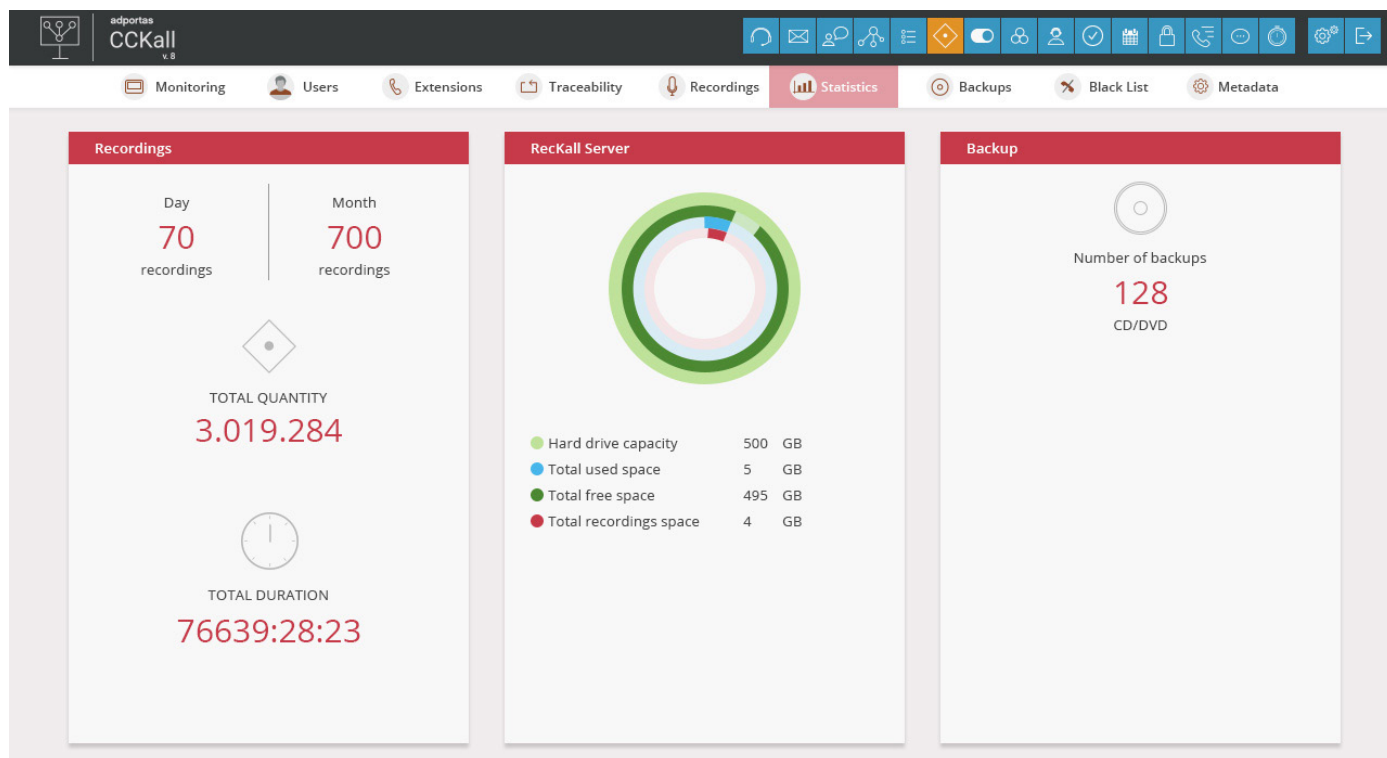 adportas
CCKall
v. 8
Monitoring Users Extensions Traceability Recordings Statistics Backups Black List Metadata
Recordings
Day Month
70 700
recordings recordings
TOTAL QUANTITY
3.019.284
TOTAL DURATION
76639:28:23
RecKall Server
Hard drive capacity 500 GB
Total used space 5 GB
Total free space 495 GB
Total recordings space 4 GB
Backup
Number of backups
128
CD/DVD